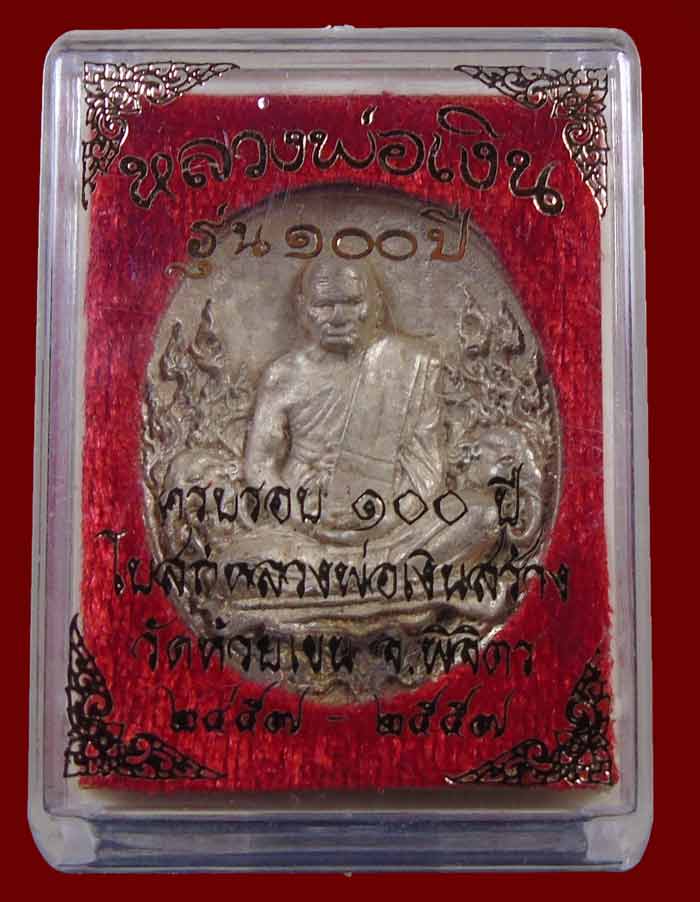 หลวงพ่อเงิน
รุ่น ๑๐๐ ปี
ครบรอบ ๑๐๐ ปี
โบสถ์หลวงพ่อเงินสร้าง
วัดห้วยเขน จ.พิจิตร
๒๔๕๗ - ๒๕๕๗